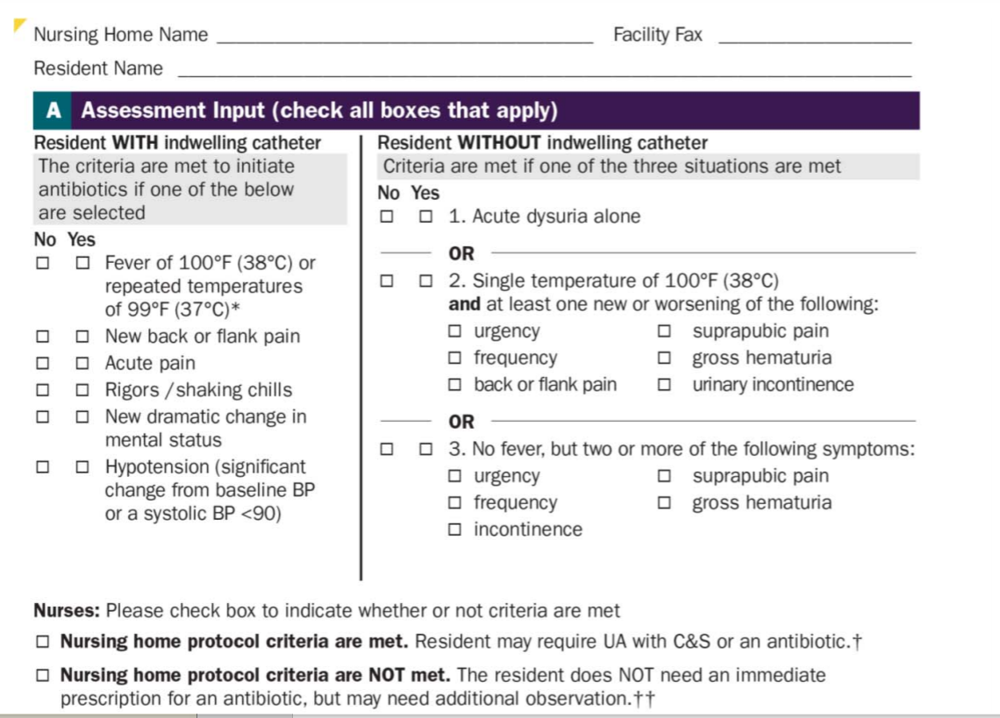 Nursing Home Name Facility Fax
Resident Name
A Assessment Input (check all boxes that apply)
Resident WITH indwelling catheter
The criteria are met to initiate
antibiotics if one of the below
are selected
No Yes
Fever of 100°F (38°C) or
repeated temperatures
of 99°F (37°C)*
New back or flank pain
Acute pain
Rigors /shaking chills
New dramatic change in
mental status
Hypotension (significant
change from baseline BP
or a systolic BP <90)
Resident WITHOUT indwelling catheter
Criteria are met if one of the three situations are met
No Yes
1. Acute dysuria alone
OR
2. Single temperature of 100°F (38°C)
and at least one new or worsening of the following:
urgency suprapubic pain
frequency gross hematuria
back or flank pain urinary incontinence
OR
3. No fever, but two or more of the following symptoms:
urgency suprapubic pain
frequency gross hematuria
incontinence
Nurses: Please check box to indicate whether or not criteria are met
Nursing home protocol criteria are met. Resident may require UA with C&S or an antibiotic.†
Nursing home protocol criteria are NOT met. The resident does NOT need an immediate
prescription for an antibiotic, but may need additional observation.††